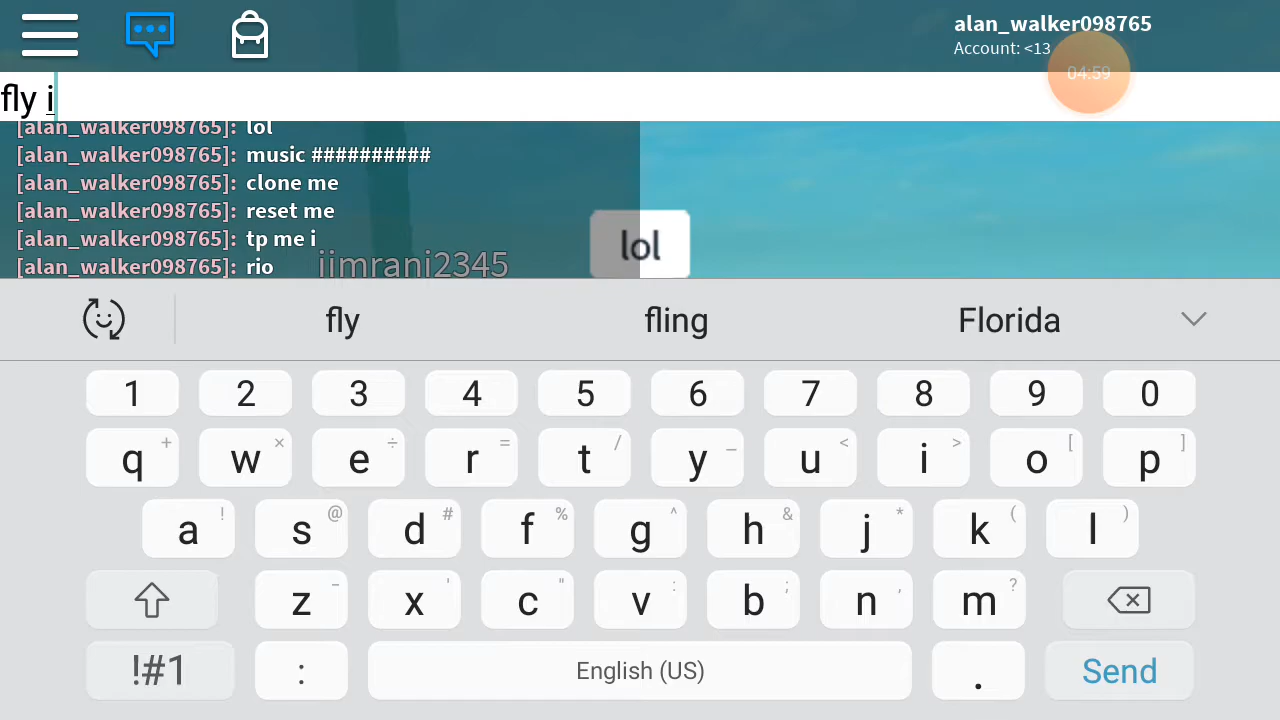 alan_walker098765
Account: <13
04:59
fly i
[alan_walker098765]: lol
[alan_walker098765]: music ##########
[alan_walker098765]: clone me
[alan_walker098765]: reset me
[alan_walker098765]: tp me i
[alan_walker098765]: rio
iimrani2345
lol
fly fling Florida
1 2 3 4 5 6 7 8 9 0
q + w × e ÷ r = t / y _ u < i > o [ p ]
a ! s @ d # f % g ^ h & j * k ( l )
z - x ' c " v : b ; n , m ?
!#1 : English (US) . Send